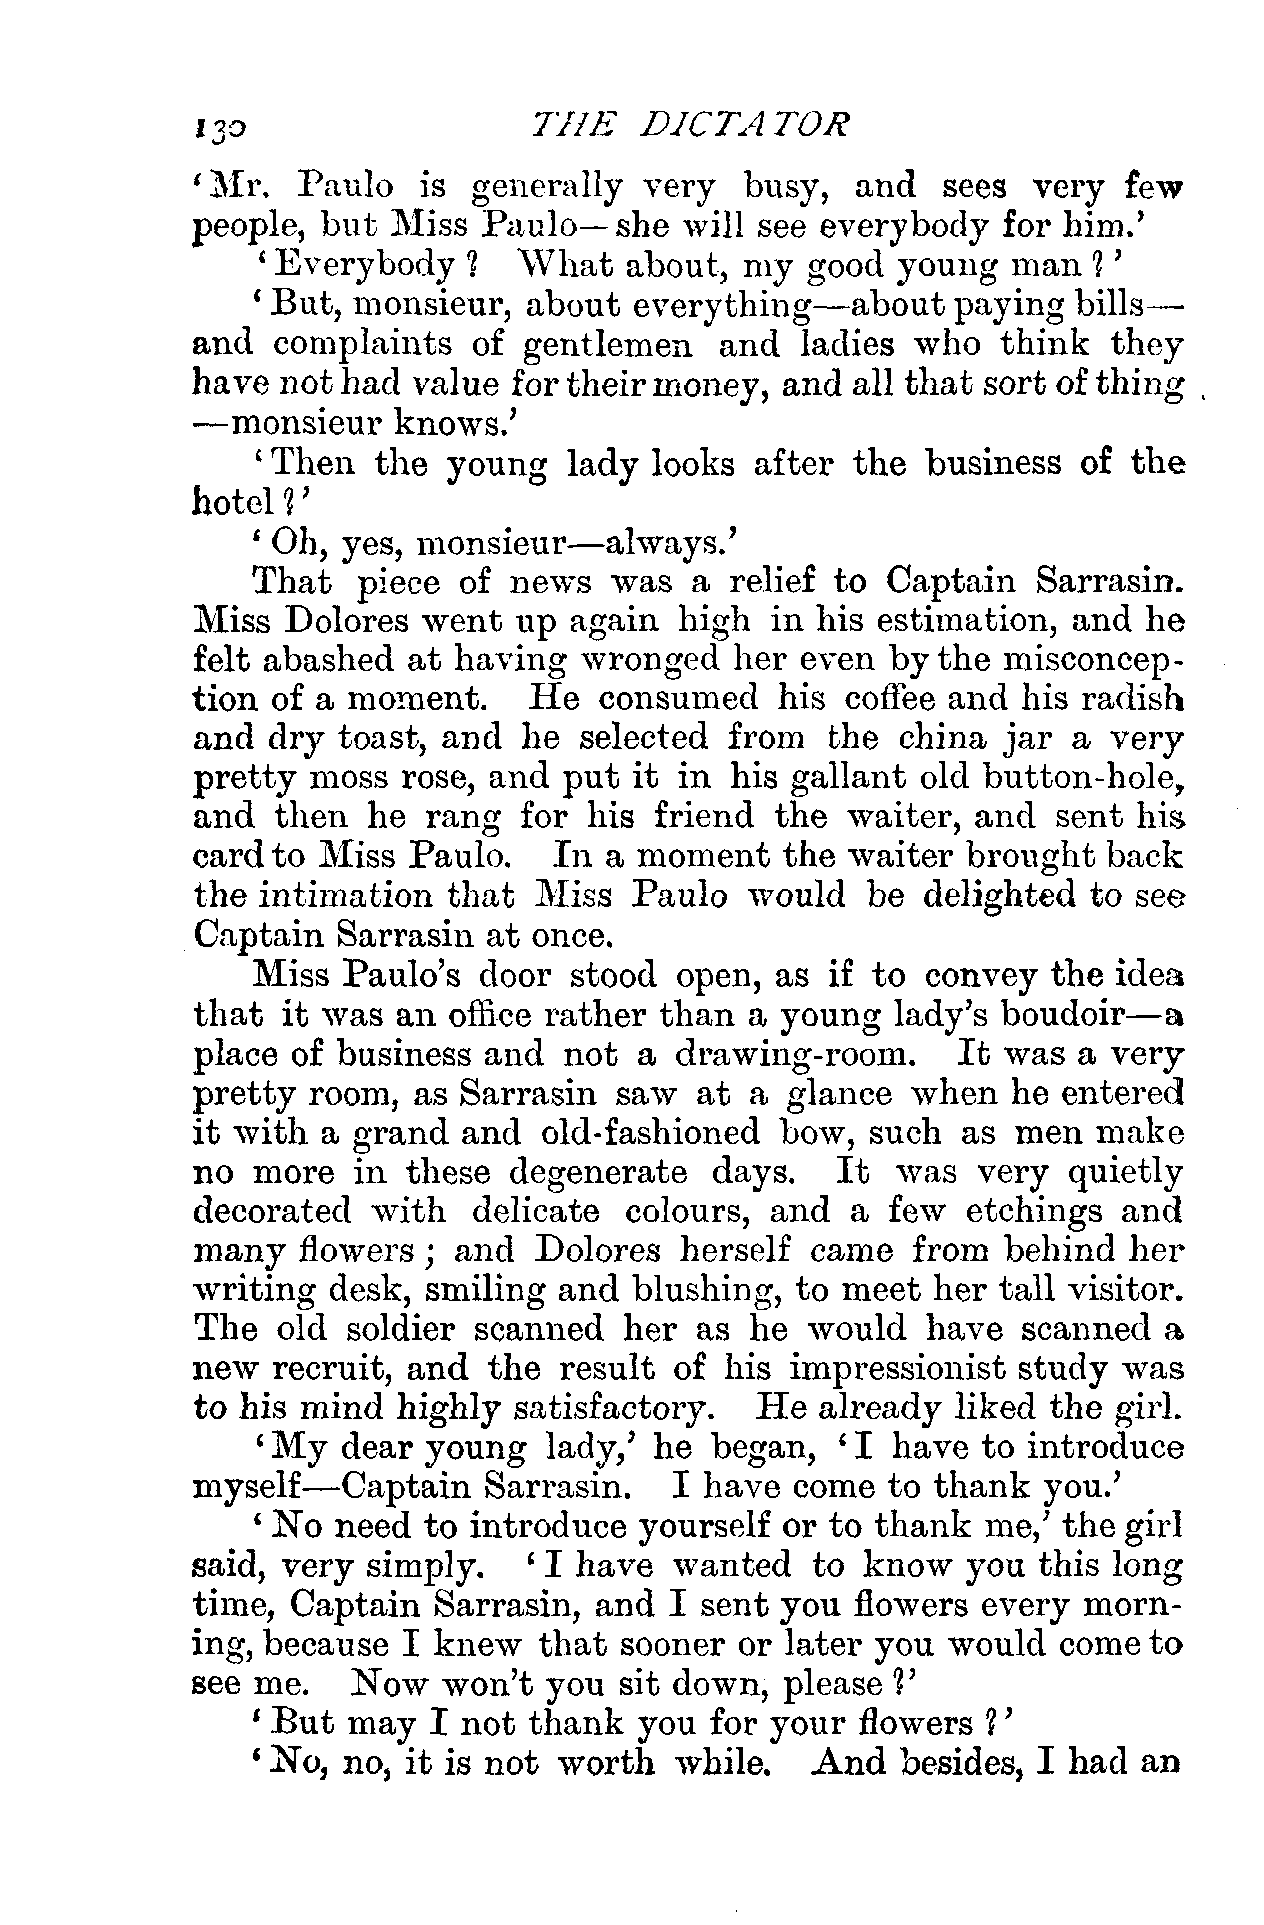 130 THE DICTATOR
‘Mr. Paulo is generally very busy, and sees very few
people, but Miss Paulo—she will see everybody for him.’
‘Everybody? What about, my good young man?’
‘But, monsieur, about everything—about paying bills—
and complaints of gentlemen and ladies who think they
have not had value for their money, and all that sort of thing
—monsieur knows.’
‘Then the young lady looks after the business of the
hotel?’
‘Oh, yes, monsieur—always.’
That piece of news was a relief to Captain Sarrasin.
Miss Dolores went up again high in his estimation, and he
felt abashed at having wronged her even by the misconcep-
tion of a moment. He consumed his coffee and his radish
and dry toast, and he selected from the china jar a very
pretty moss rose, and put it in his gallant old button-hole,
and then he rang for his friend the waiter, and sent his
card to Miss Paulo. In a moment the waiter brought back
the intimation that Miss Paulo would be delighted to see
Captain Sarrasin at once.
Miss Paulo’s door stood open, as if to convey the idea
that it was an office rather than a young lady’s boudoir—a
place of business and not a drawing-room. It was a very
pretty room, as Sarrasin saw at a glance when he entered
it with a grand and old-fashioned bow, such as men make
no more in these degenerate days. It was very quietly
decorated with delicate colours, and a few etchings and
many flowers; and Dolores herself came from behind her
writing desk, smiling and blushing, to meet her tall visitor.
The old soldier scanned her as he would have scanned a
new recruit, and the result of his impressionist study was
to his mind highly satisfactory. He already liked the girl.
‘My dear young lady,’ he began, ‘I have to introduce
myself—Captain Sarrasin. I have come to thank you.’
‘No need to introduce yourself or to thank me,’ the girl
said, very simply. ‘I have wanted to know you this long
time, Captain Sarrasin, and I sent you flowers every morn-
ing, because I knew that sooner or later you would come to
see me. Now won’t you sit down, please?’
‘But may I not thank you for your flowers?’
‘No, no, it is not worth while. And besides, I had an